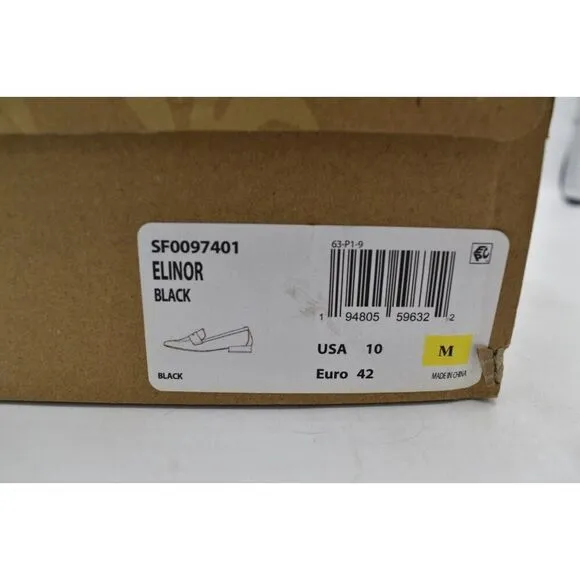 SF0097401
ELINOR
BLACK
BLACK
63-P1-9
1 94805 59632 2
USA 10
Euro 42
M
MADE IN CHINA